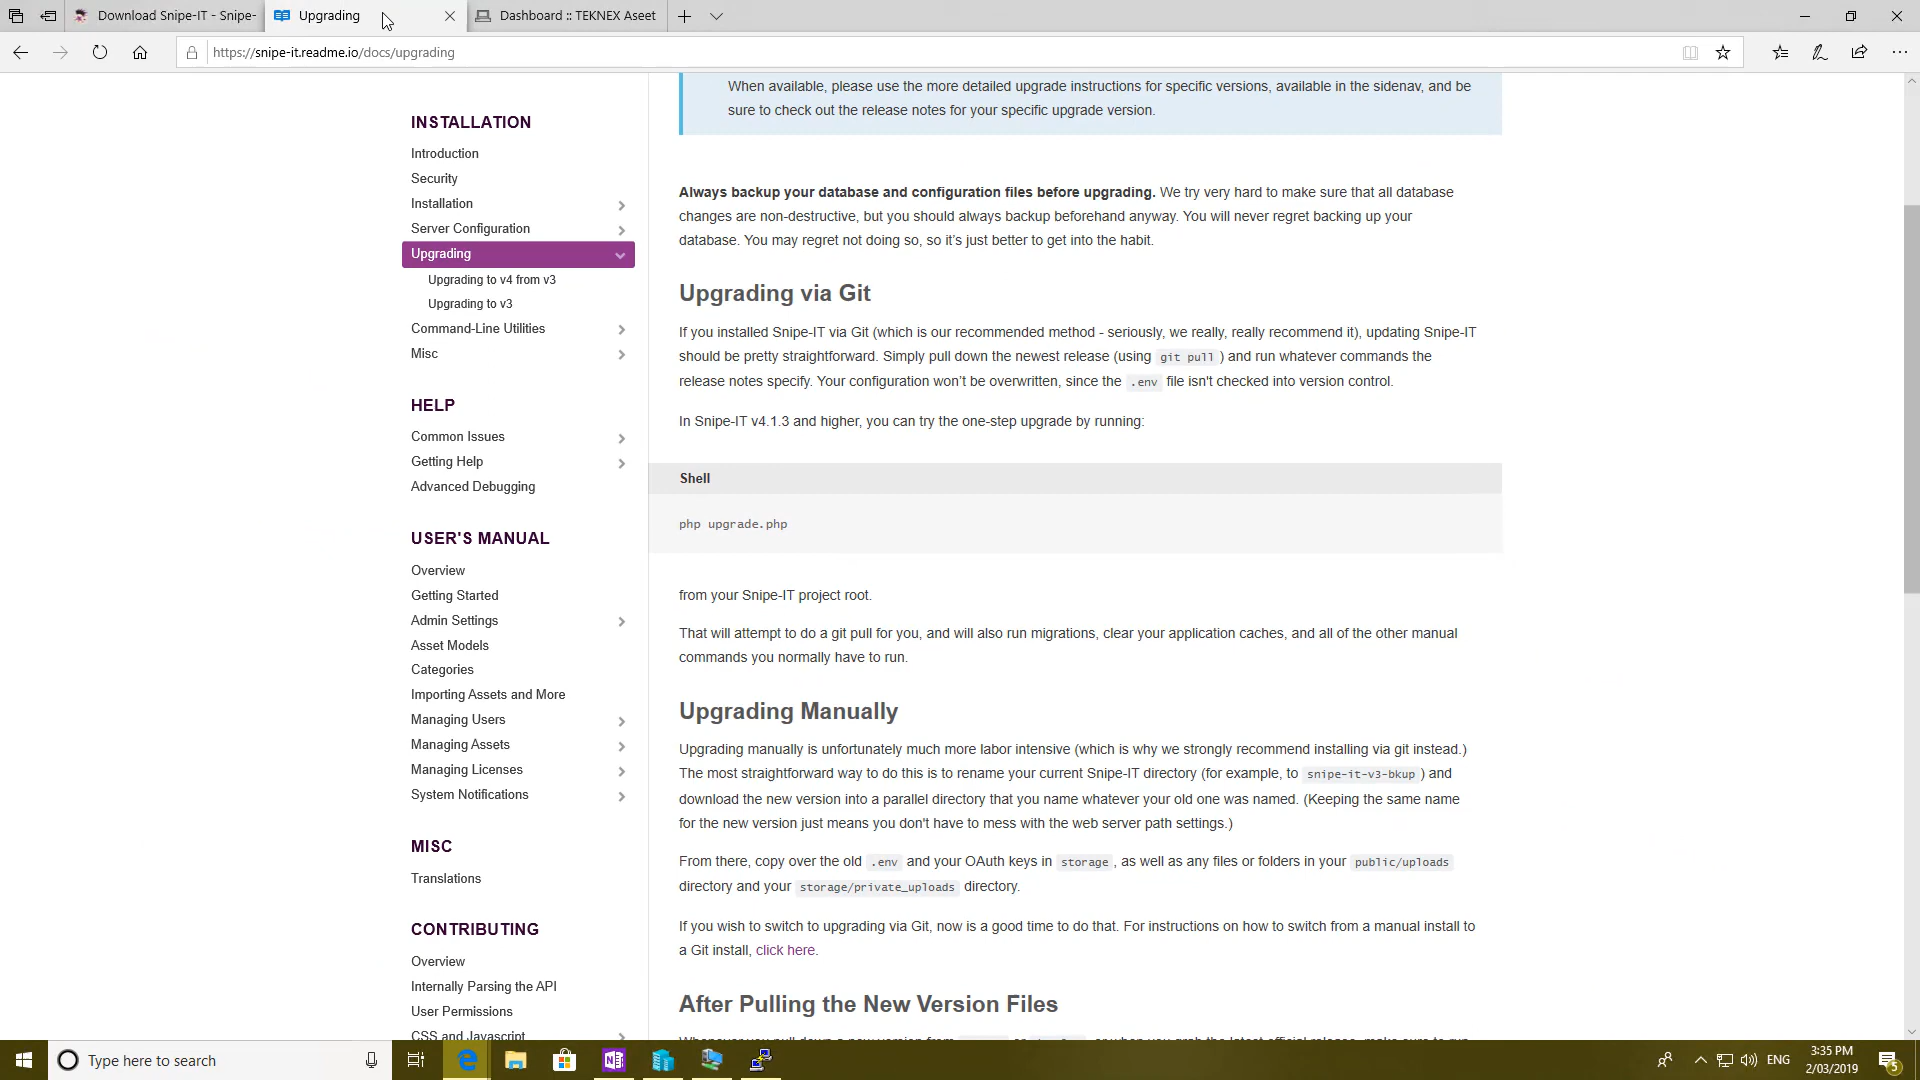 Download Snipe-IT - Snipe-
Upgrading
Dashboard :: TEKNEX Aseet
https://snipe-it.readme.io/docs/upgrading
INSTALLATION
Introduction
Security
Installation
Server Configuration
Upgrading
Upgrading to v4 from v3
Upgrading to v3
Command-Line Utilities
Misc
HELP
Common Issues
Getting Help
Advanced Debugging
USER'S MANUAL
Overview
Getting Started
Admin Settings
Asset Models
Categories
Importing Assets and More
Managing Users
Managing Assets
Managing Licenses
System Notifications
MISC
Translations
CONTRIBUTING
Overview
Internally Parsing the API
User Permissions
CSS and Javascript
When available, please use the more detailed upgrade instructions for specific versions, available in the sidenav, and be
sure to check out the release notes for your specific upgrade version.
Always backup your database and configuration files before upgrading. We try very hard to make sure that all database
changes are non-destructive, but you should always backup beforehand anyway. You will never regret backing up your
database. You may regret not doing so, so it's just better to get into the habit.
Upgrading via Git
If you installed Snipe-IT via Git (which is our recommended method - seriously, we really, really recommend it), updating Snipe-IT
should be pretty straightforward. Simply pull down the newest release (using git pull ) and run whatever commands the
release notes specify. Your configuration won't be overwritten, since the .env file isn't checked into version control.
In Snipe-IT v4.1.3 and higher, you can try the one-step upgrade by running:
Shell
php upgrade.php
from your Snipe-IT project root.
That will attempt to do a git pull for you, and will also run migrations, clear your application caches, and all of the other manual
commands you normally have to run.
Upgrading Manually
Upgrading manually is unfortunately much more labor intensive (which is why we strongly recommend installing via git instead.)
The most straightforward way to do this is to rename your current Snipe-IT directory (for example, to snipe-it-v3-bkup ) and
download the new version into a parallel directory that you name whatever your old one was named. (Keeping the same name
for the new version just means you don't have to mess with the web server path settings.)
From there, copy over the old .env and your OAuth keys in storage , as well as any files or folders in your public/uploads
directory and your storage/private_uploads directory.
If you wish to switch to upgrading via Git, now is a good time to do that. For instructions on how to switch from a manual install to
a Git install, click here.
After Pulling the New Version Files
Type here to search
ENG
3:35 PM
2/03/2019
5